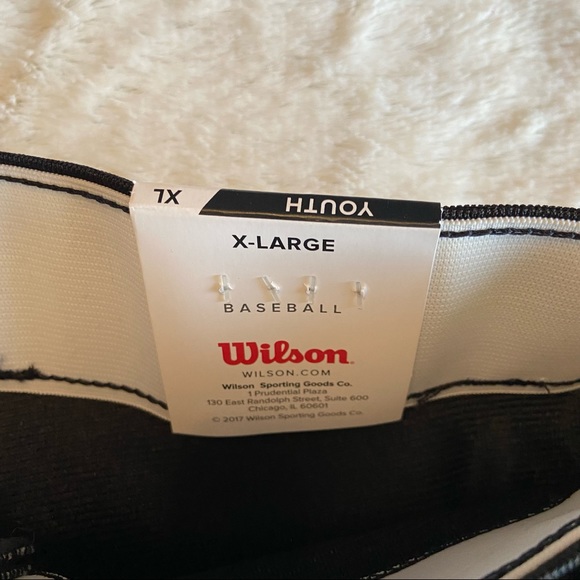 XL YOUTH
X-LARGE
BASEBALL
Wilson
WILSON.COM
Wilson Sporting Goods Co.
1 Prudential Plaza
130 East Randolph Street, Suite 600
Chicago, IL 60601
© 2017 Wilson Sporting Goods Co.